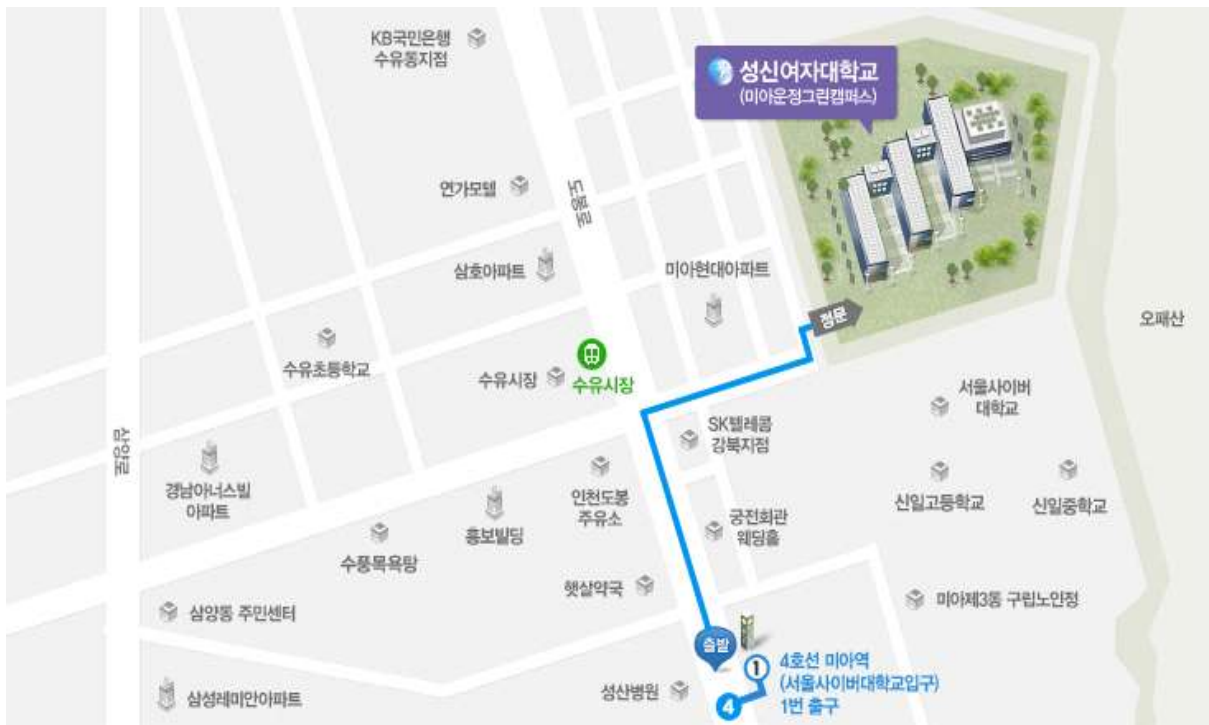 KB국민은행
수유동지점
성신여자대학교
(미아운정그린캠퍼스)
연가모텔
도봉로
삼호아파트
미아현대아파트
정문
오패산
수유초등학교
수유시장
수유시장
서울사이버
대학교
SK텔레콤
강북지점
삼양로
경남아너스빌
아파트
인천도봉
주유소
신일고등학교
신일중학교
흥보빌딩
궁전회관
웨딩홀
수풍목욕탕
햇살약국
미아제3동 구립노인정
삼양동 주민센터
출발
1
4호선 미아역
(서울사이버대학교입구)
1번 출구
4
성산병원
삼성레미안아파트